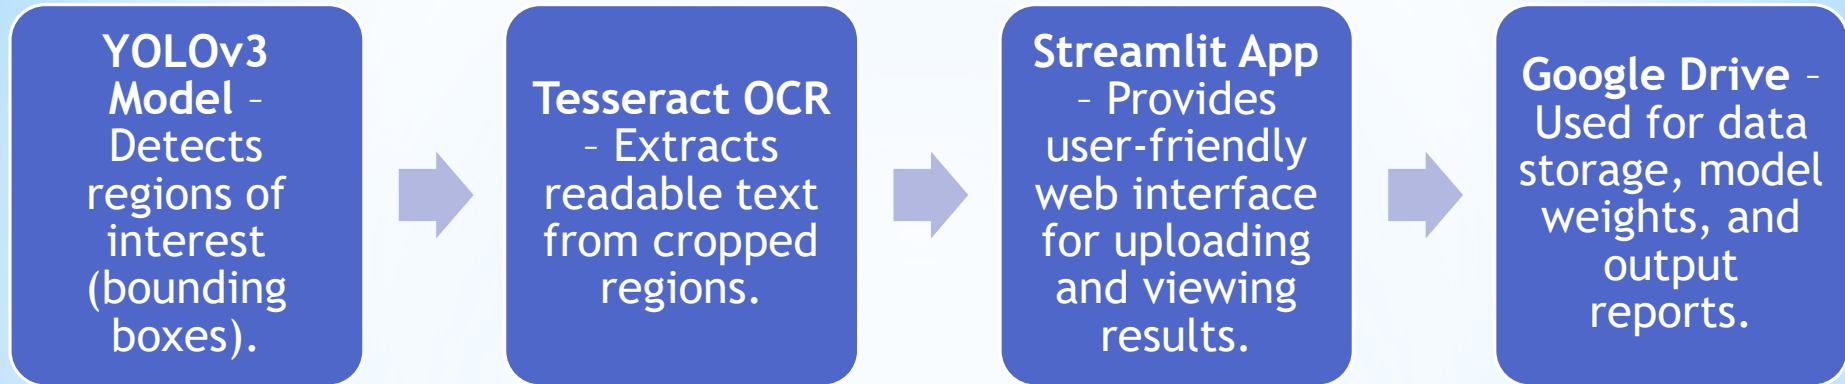 YOLOv3
Model –
Detects
regions of
interest
(bounding
boxes).
Tesseract OCR
– Extracts
readable text
from cropped
regions.
Streamlit App
– Provides
user-friendly
web interface
for uploading
and viewing
results.
Google Drive –
Used for data
storage, model
weights, and
output
reports.